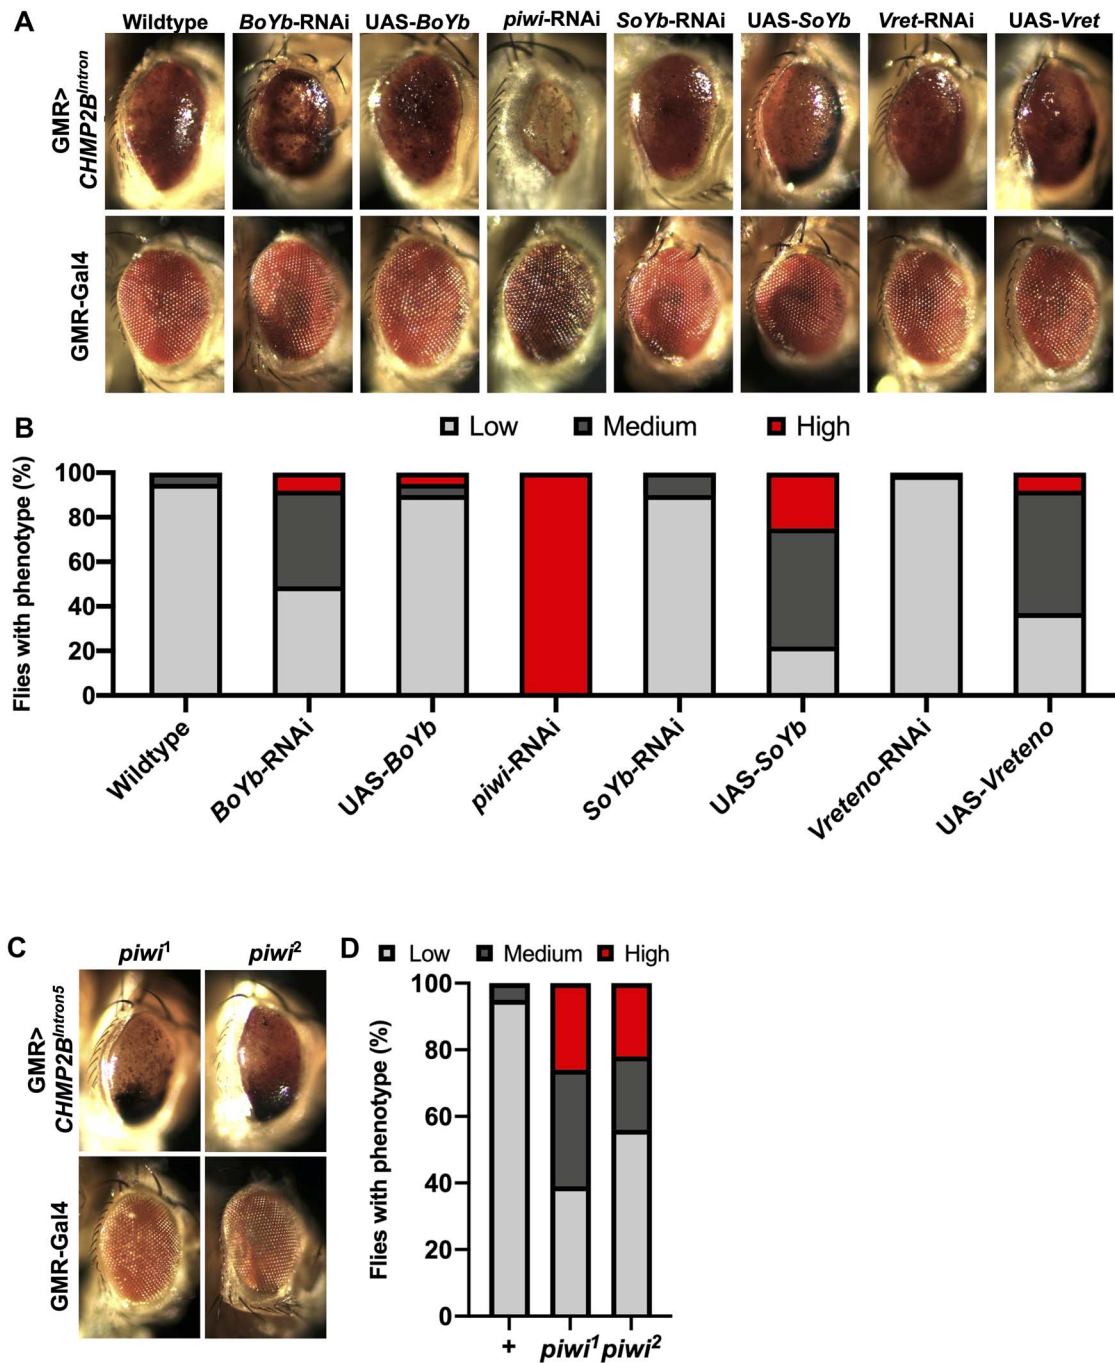 A
Wildtype BoYb-RNAi UAS-BoYb piwi-RNAi SoYb-RNAi UAS-SoYb Vret-RNAi UAS-Vret
GMR>
CHMP2BIntron
GMR-Gal4
B
Low Medium High
Flies with phenotype (%)
100
80
60
40
20
0
Wildtype
BoYb-RNAi
UAS-BoYb
piwi-RNAi
SoYb-RNAi
UAS-SoYb
Vreteno-RNAi
UAS-Vreteno
C
piwi1 piwi2
GMR>
CHMP2BIntron5
GMR-Gal4
D
Low Medium High
Flies with phenotype (%)
100
80
60
40
20
0
+ piwi1 piwi2